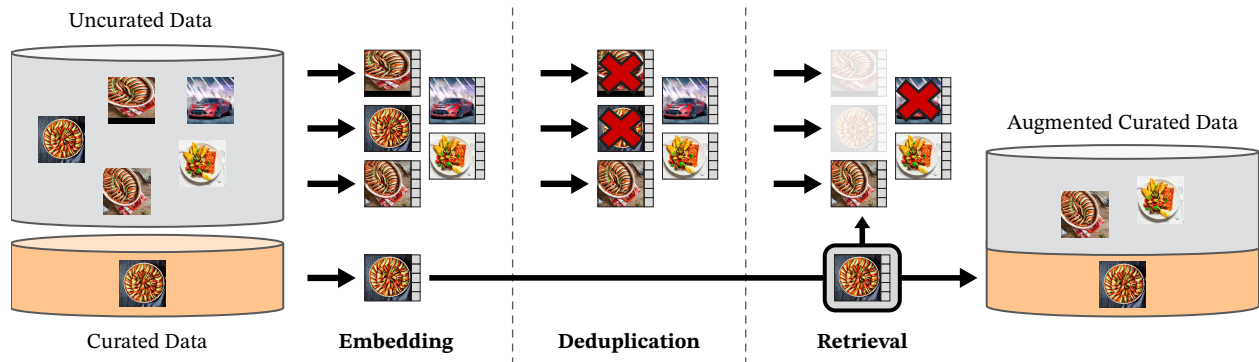 Uncurated Data
Augmented Curated Data
Curated Data
Embedding
Deduplication
Retrieval